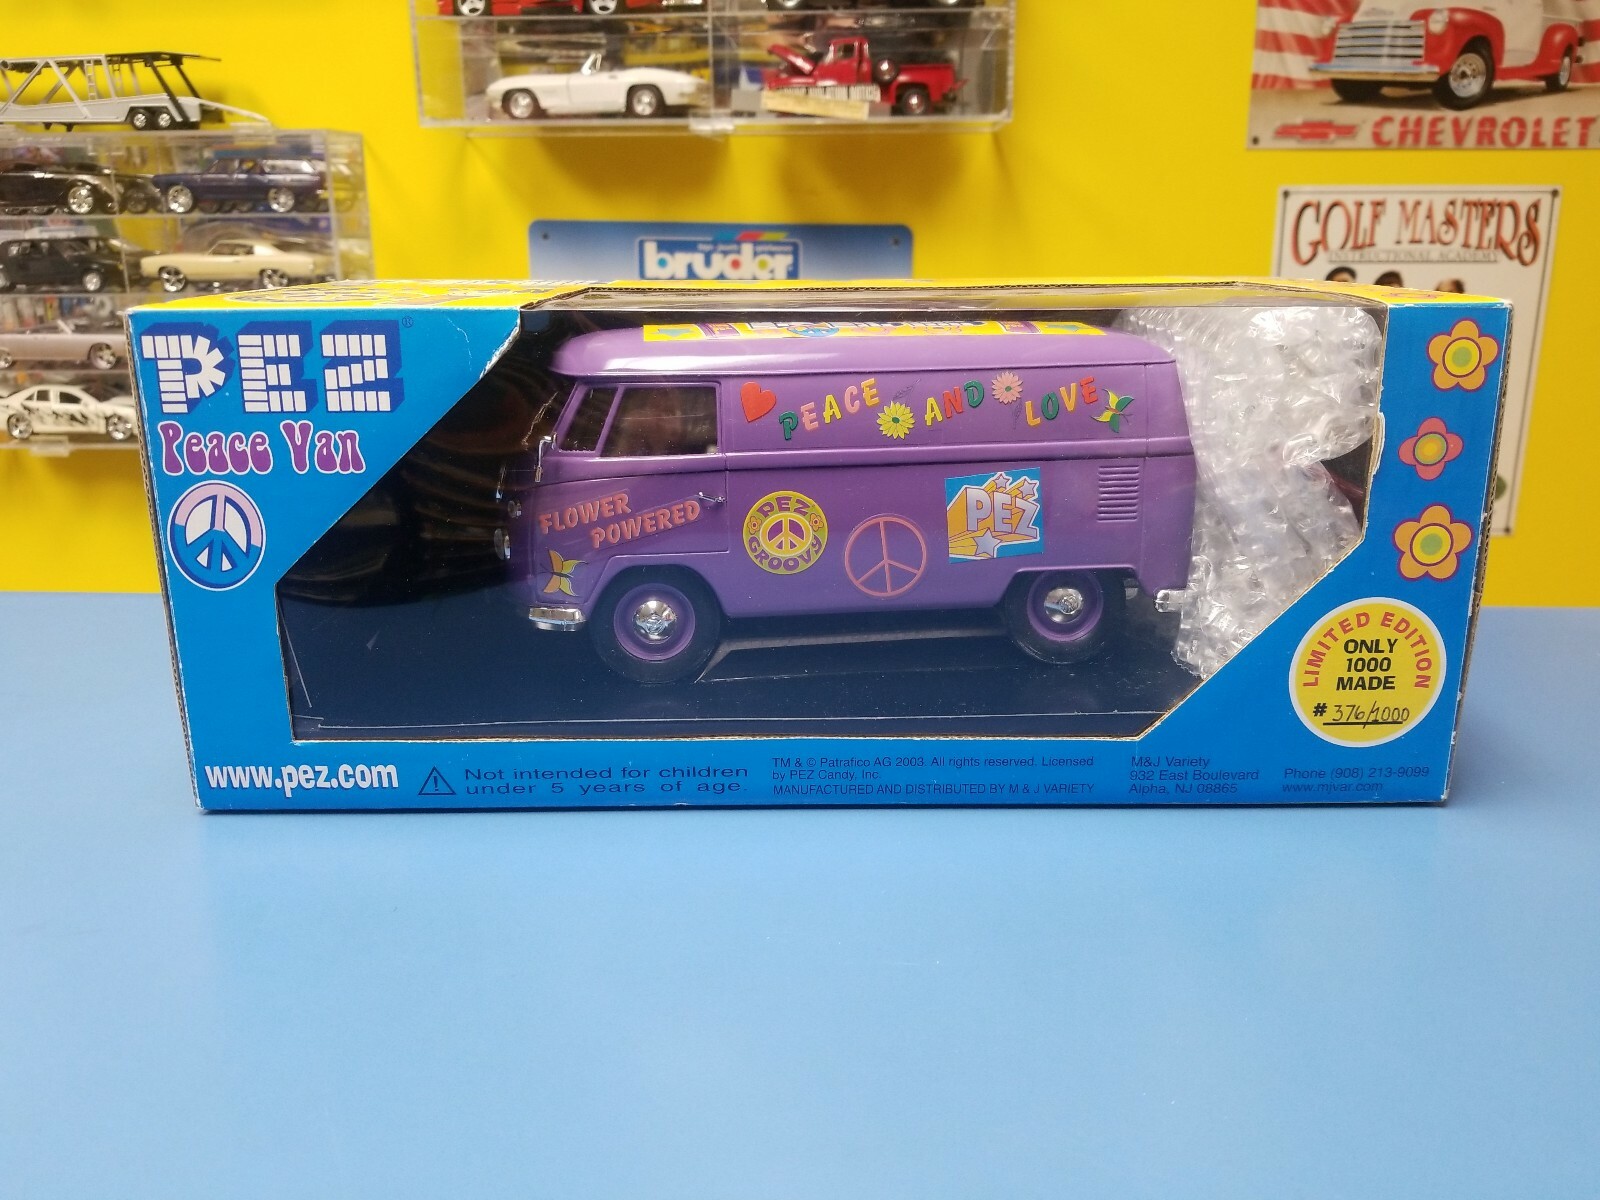 CHEVROLET
GOLF MASTERS
INSTRUCTIONAL ACADEMY
bruder
PEZ®
Peace Van
PEACE AND LOVE
FLOWER
POWERED
PEZ
GROOVY
PEZ
LIMITED EDITION
ONLY
1000
MADE
# 376/1000
www.pez.com
Not intended for children
under 5 years of age.
TM & © Patrafico AG 2003. All rights reserved. Licensed
by PEZ Candy, Inc.
MANUFACTURED AND DISTRIBUTED BY M & J VARIETY
M&J Variety
932 East Boulevard
Alpha, NJ 08865
Phone (908) 213-9099
www.mjvar.com